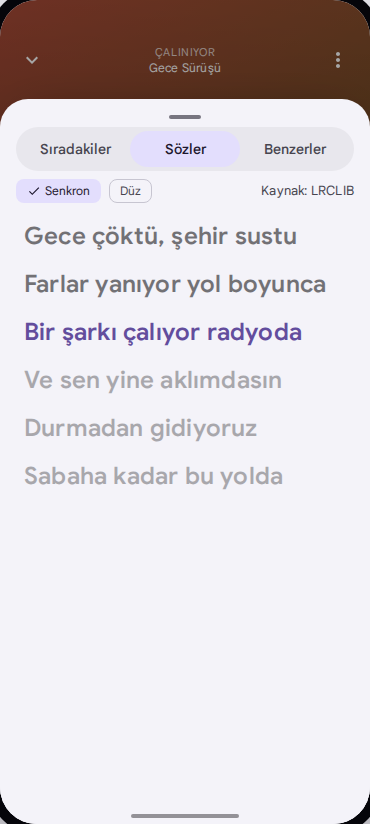 ÇALINIYOR
Gece Sürüşü
Sıradakiler Sözler Benzerler
Senkron Düz Kaynak: LRCLIB
Gece çöktü, şehir sustu
Farlar yanıyor yol boyunca
Bir şarkı çalıyor radyoda
Ve sen yine aklımdasın
Durmadan gidiyoruz
Sabaha kadar bu yolda